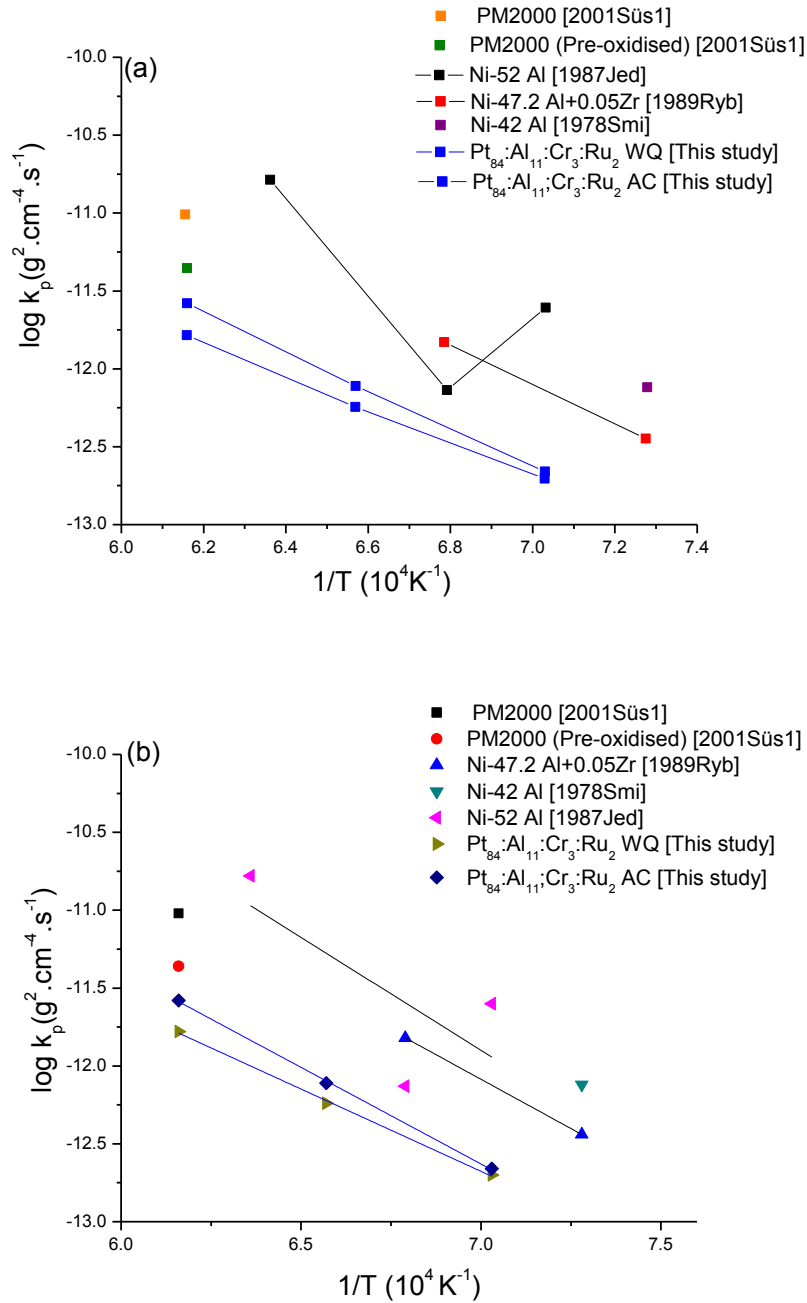 PM2000 [2001Süs1]
PM2000 (Pre-oxidised) [2001Süs1]
Ni-52 Al [1987Jed]
Ni-47.2 Al+0.05Zr [1989Ryb]
Ni-42 Al [1978Smi]
Pt84:Al11:Cr3:Ru2 WQ [This study]
Pt84:Al11;Cr3:Ru2 AC [This study]
(a)
-10.0
-10.5
-11.0
-11.5
-12.0
-12.5
-13.0
log kp(g2.cm-4.s-1)
6.0 6.2 6.4 6.6 6.8 7.0 7.2 7.4
1/T (10^4K-1)
PM2000 [2001Süs1]
PM2000 (Pre-oxidised) [2001Süs1]
Ni-47.2 Al+0.05Zr [1989Ryb]
Ni-42 Al [1978Smi]
Ni-52 Al [1987Jed]
Pt84:Al11:Cr3:Ru2 WQ [This study]
Pt84:Al11;Cr3:Ru2 AC [This study]
(b)
-10.0
-10.5
-11.0
-11.5
-12.0
-12.5
-13.0
log kp(g2.cm-4.s-1)
6.0 6.5 7.0 7.5
1/T (10^4 K-1)